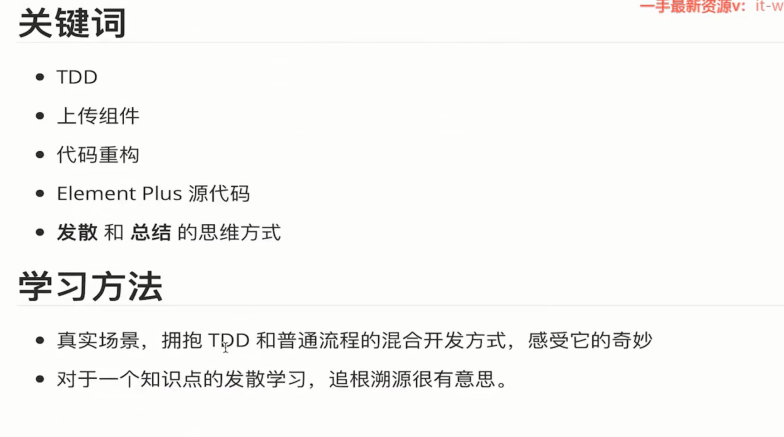 一手最新资源v：it-w
关键词
TDD
上传组件
代码重构
Element Plus 源代码
发散 和 总结 的思维方式
学习方法
真实场景，拥抱 TDD 和普通流程的混合开发方式，感受它的奇妙
对于一个知识点的发散学习，追根溯源很有意思。